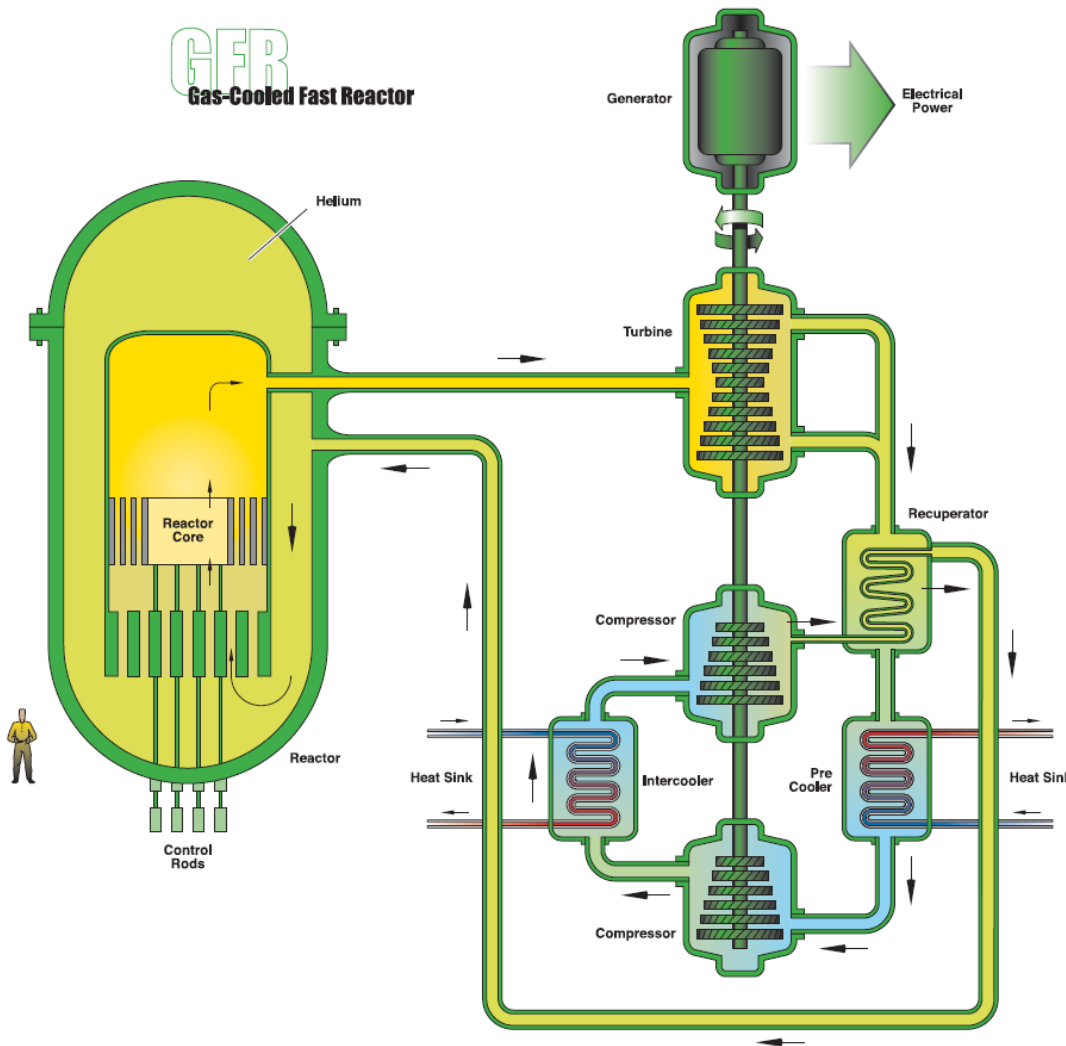 GFR
Gas-Cooled Fast Reactor
Generator
Electrical
Power
Helium
Turbine
Recuperator
Reactor
Core
Compressor
Reactor
Heat Sink
Intercooler
Pre
Cooler
Heat Sink
Control
Rods
Compressor